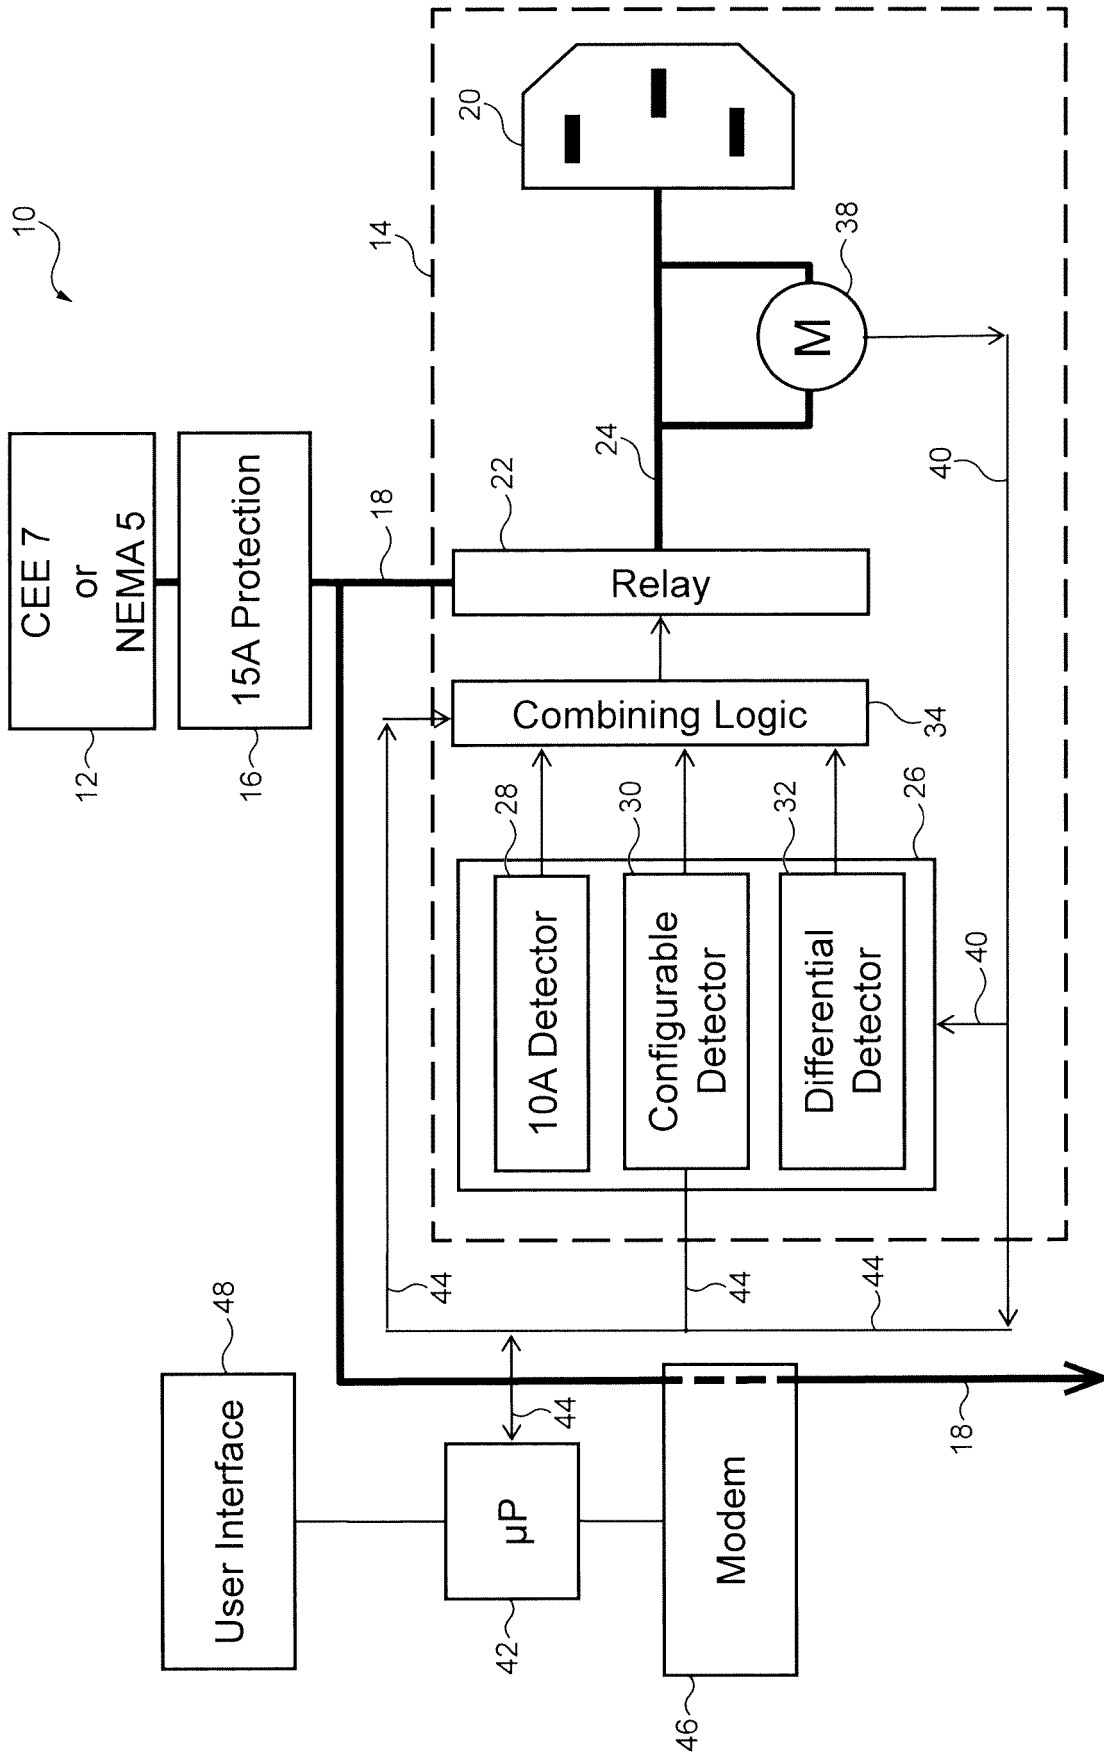 CEE 7
or
NEMA 5
10
12
15A Protection
16
User Interface
48
18
14
44
20
22
μP
42
10A Detector
28
44
24
Combining Logic
Relay
30
Configurable
Detector
46
Modem
44
32
Differential
Detector
M
38
44
26
34
18
40
40